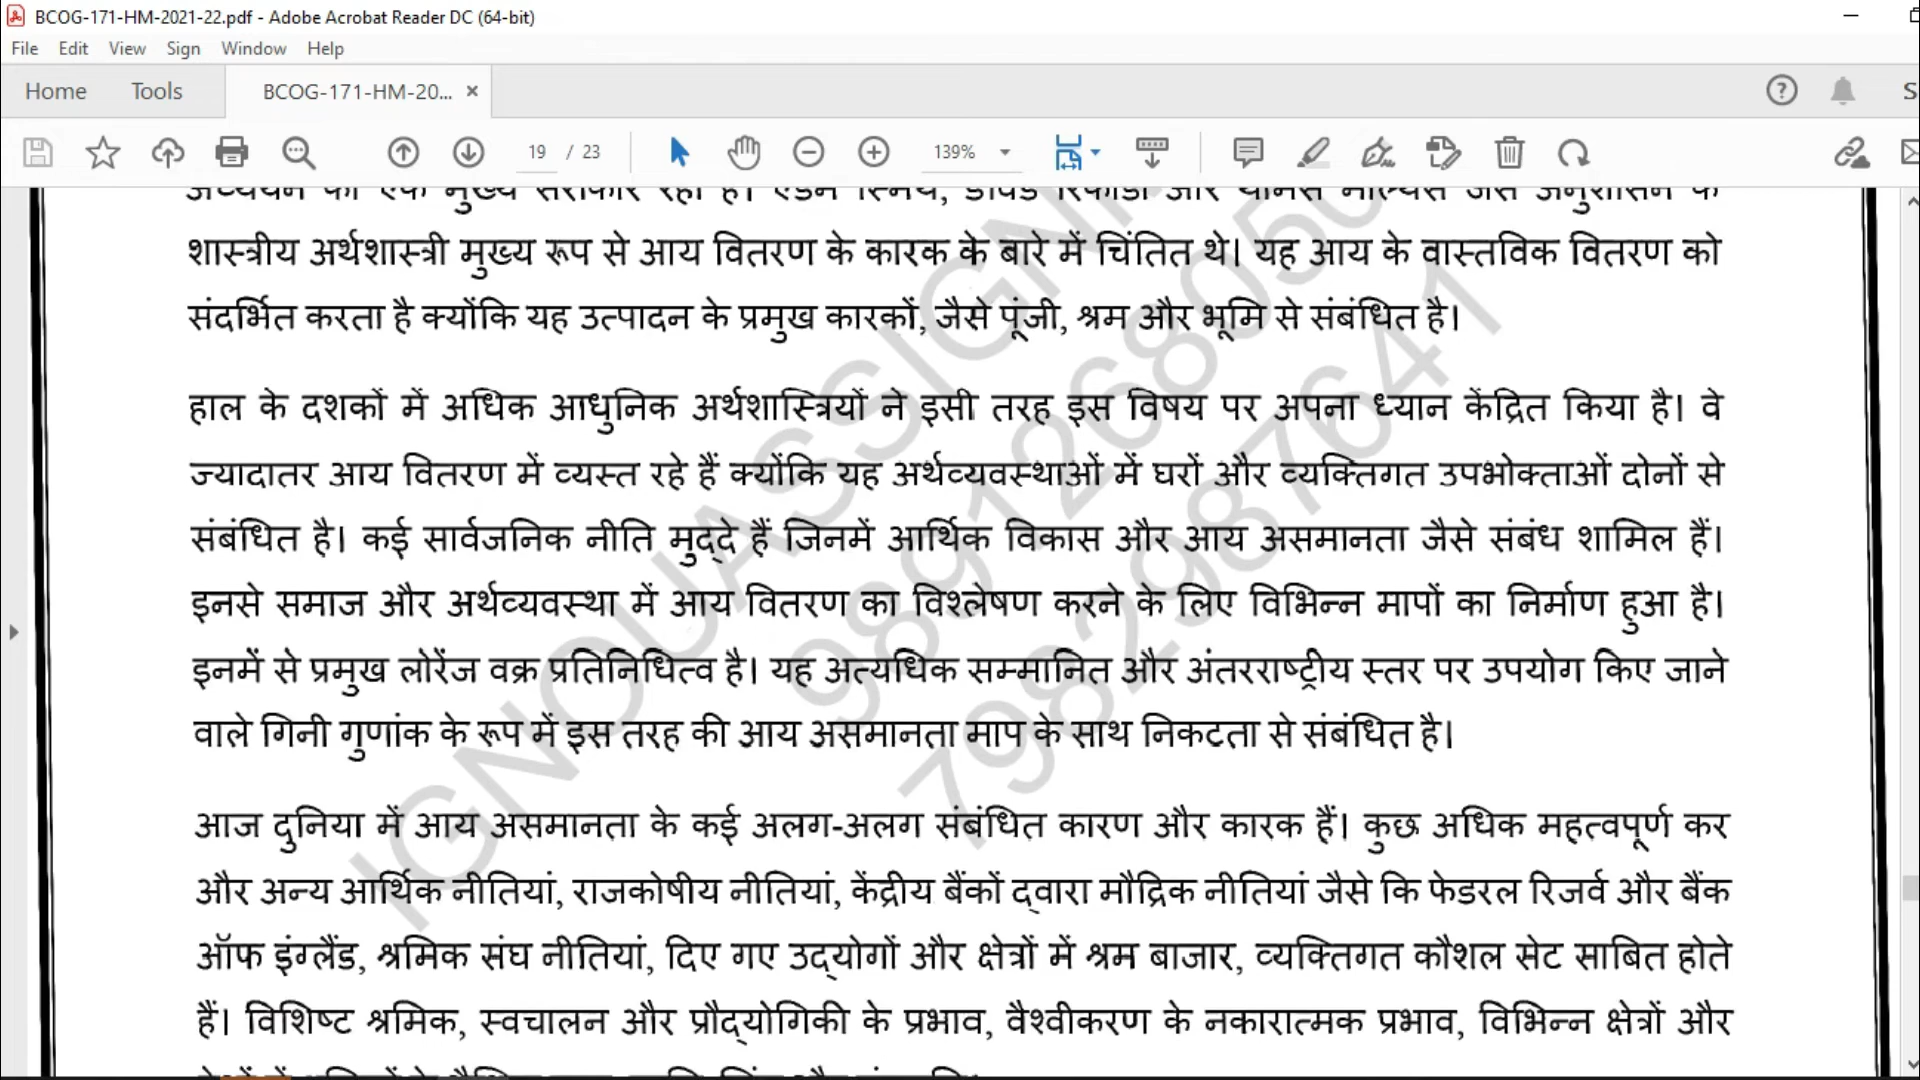 BCOG-171-HM-2021-22.pdf - Adobe Acrobat Reader DC (64-bit)
File Edit View Sign Window Help
Home Tools BCOG-171-HM-20...
19 / 23 139%
शास्त्रीय अर्थशास्त्री मुख्य रूप से आय वितरण के कारक के बारे में चिंतित थे। यह आय के वास्तविक वितरण को
संदर्भित करता है क्योंकि यह उत्पादन के प्रमुख कारकों, जैसे पूंजी, श्रम और भूमि से संबंधित है।
हाल के दशकों में अधिक आधुनिक अर्थशास्त्रियों ने इसी तरह इस विषय पर अपना ध्यान केंद्रित किया है। वे
ज्यादातर आय वितरण में व्यस्त रहे हैं क्योंकि यह अर्थव्यवस्थाओं में घरों और व्यक्तिगत उपभोक्ताओं दोनों से
संबंधित है। कई सार्वजनिक नीति मुद्दे हैं जिनमें आर्थिक विकास और आय असमानता जैसे संबंध शामिल हैं।
इनसे समाज और अर्थव्यवस्था में आय वितरण का विश्लेषण करने के लिए विभिन्न मापों का निर्माण हुआ है।
इनमें से प्रमुख लोरेंज वक्र प्रतिनिधित्व है। यह अत्यधिक सम्मानित और अंतरराष्ट्रीय स्तर पर उपयोग किए जाने
वाले गिनी गुणांक के रूप में इस तरह की आय असमानता माप के साथ निकटता से संबंधित है।
आज दुनिया में आय असमानता के कई अलग-अलग संबंधित कारण और कारक हैं। कुछ अधिक महत्वपूर्ण कर
और अन्य आर्थिक नीतियां, राजकोषीय नीतियां, केंद्रीय बैंकों द्वारा मौद्रिक नीतियां जैसे कि फेडरल रिजर्व और बैंक
ऑफ इंग्लैंड, श्रमिक संघ नीतियां, दिए गए उद्योगों और क्षेत्रों में श्रम बाजार, व्यक्तिगत कौशल सेट साबित होते
हैं। विशिष्ट श्रमिक, स्वचालन और प्रौद्योगिकी के प्रभाव, वैश्वीकरण के नकारात्मक प्रभाव, विभिन्न क्षेत्रों और
7982987641